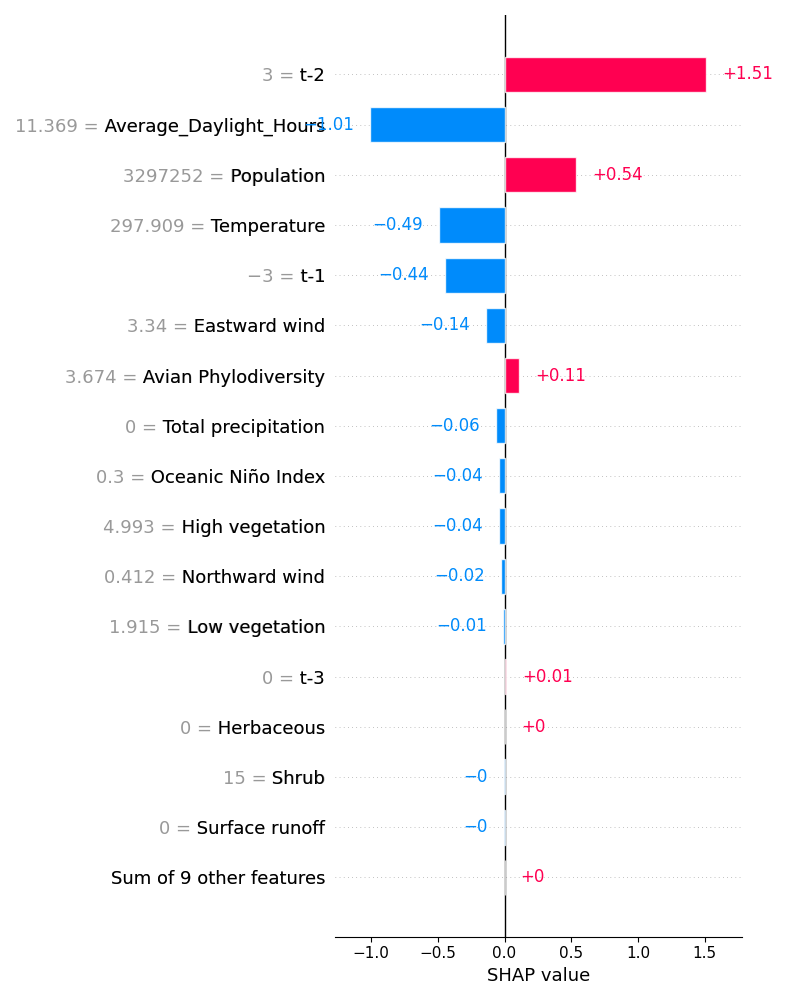 3 = t-2 +1.51
11.369 = Average_Daylight_Hours −1.01
3297252 = Population +0.54
297.909 = Temperature −0.49
−3 = t-1 −0.44
3.34 = Eastward wind −0.14
3.674 = Avian Phylodiversity +0.11
0 = Total precipitation −0.06
0.3 = Oceanic Niño Index −0.04
4.993 = High vegetation −0.04
0.412 = Northward wind −0.02
1.915 = Low vegetation −0.01
0 = t-3 +0.01
0 = Herbaceous +0
15 = Shrub −0
0 = Surface runoff −0
Sum of 9 other features +0
−1.0 −0.5 0.0 0.5 1.0 1.5
SHAP value